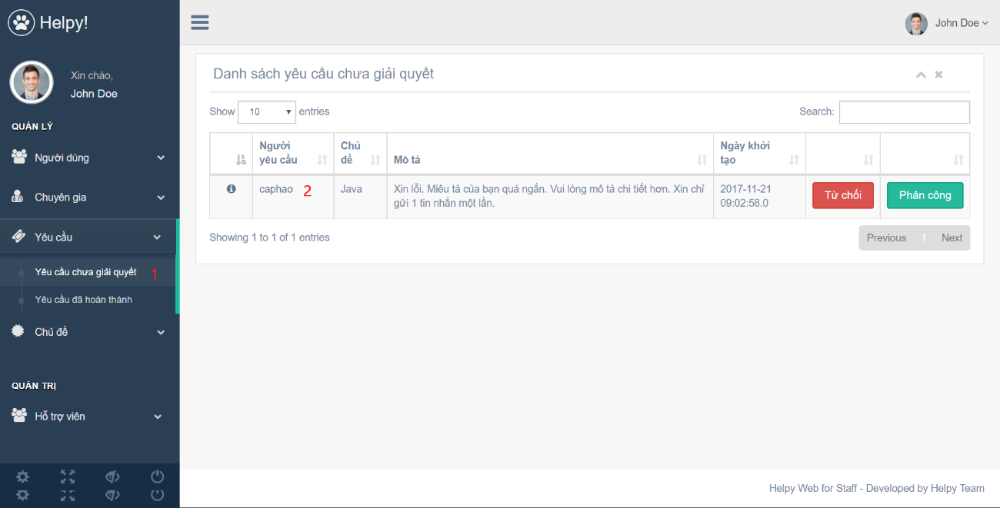 Helpy!
John Doe
Xin chào,
John Doe
QUẢN LÝ
Người dùng
Chuyên gia
Yêu cầu
Yêu cầu chưa giải quyết 1
Yêu cầu đã hoàn thành
Chủ đề
QUẢN TRỊ
Hỗ trợ viên
Danh sách yêu cầu chưa giải quyết
Show 10 entries
Search:
Người yêu cầu
Chủ đề
Mô tả
Ngày khởi tạo
caphao 2
Java
Xin lỗi. Miêu tả của bạn quá ngắn. Vui lòng mô tả chi tiết hơn. Xin chỉ
gửi 1 tin nhắn một lần.
2017-11-21
09:02:58.0
Từ chối
Phân công
Showing 1 to 1 of 1 entries
Previous 1 Next
Helpy Web for Staff - Developed by Helpy Team